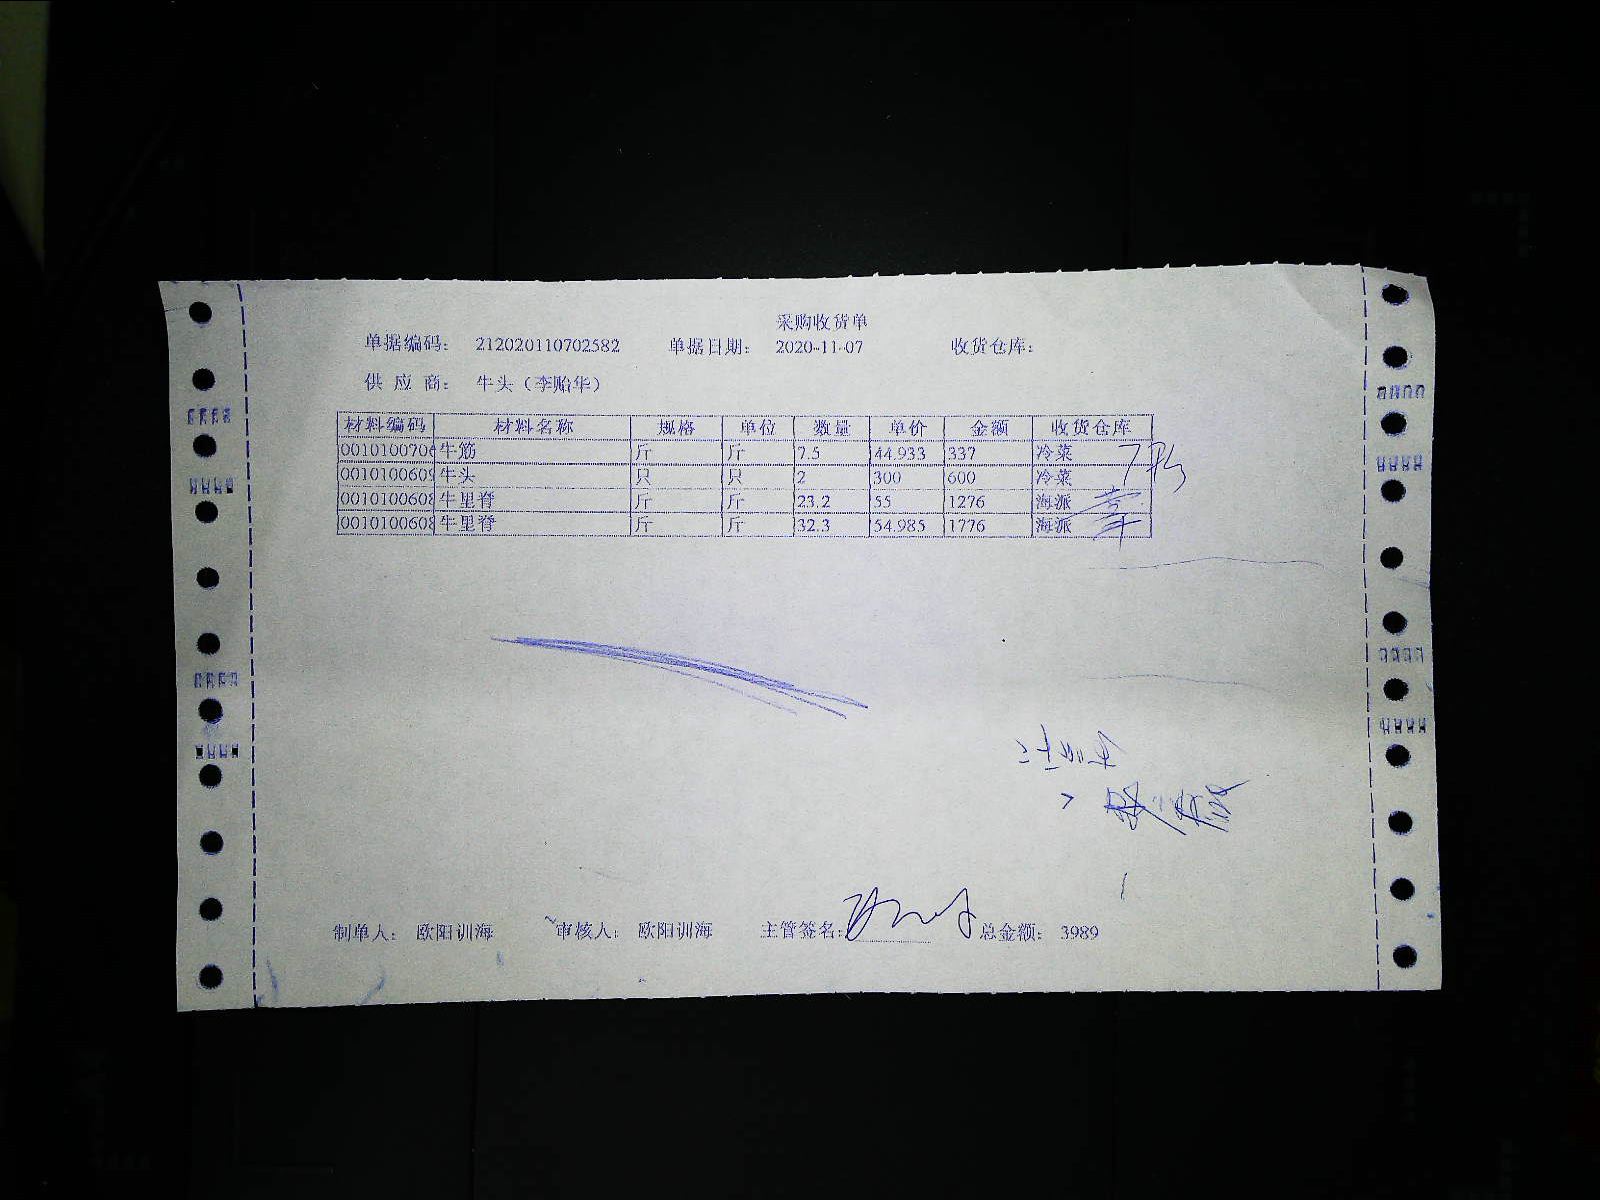 采购收货单
单据编码： 212020110702582 单据日期： 2020-11-07 收货仓库：
供 应 商： 牛头（李贻华）
材料编码 材料名称 规格 单位 数量 单价 金额 收货仓库
0010100706 牛筋 斤 斤 7.5 44.933 337 冷菜
001010060 牛头 只 只 2 300 600 冷菜
0010100608 牛里脊 斤 斤 23.2 55 1276 海派
0010100608 牛里脊 斤 斤 32.3 54.985 1776 海派
制单人： 欧阳训海 审核人： 欧阳训海 主管签名： 总金额： 3989